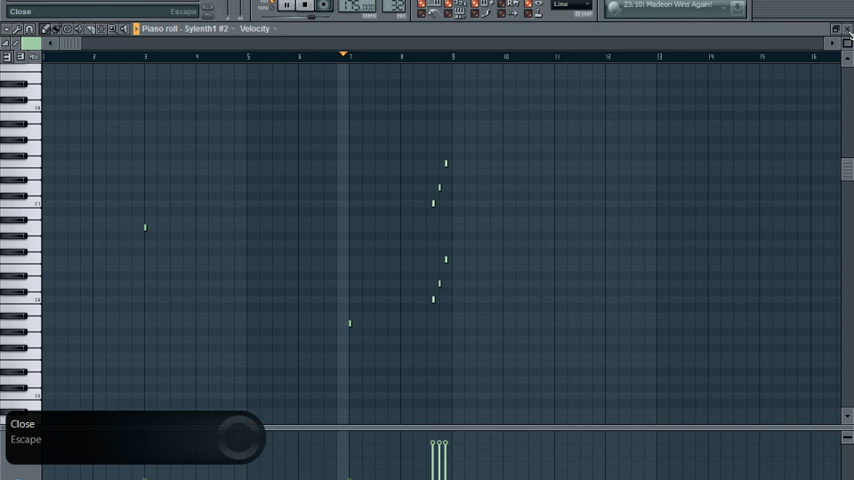 Close
Escape
Line
23.10: Madeon Wins Again!
Piano roll - Sylenth1 #2 - Velocity
1 2 3 4 5 6 7 8 9 10 11 12 13 14 15 16
Close
Escape